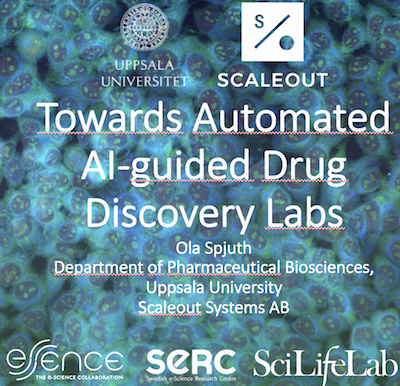 UPPSALA
UNIVERSITET
S/.
SCALEOUT
Towards Automated
AI-guided Drug
Discovery Labs
Ola Spjuth
Department of Pharmaceutical Biosciences,
Uppsala University
Scaleout Systems AB
eSSENCE
THE e-SCIENCE COLLABORATION
SeRC
Swedish e-Science Research Centre
SciLifeLab